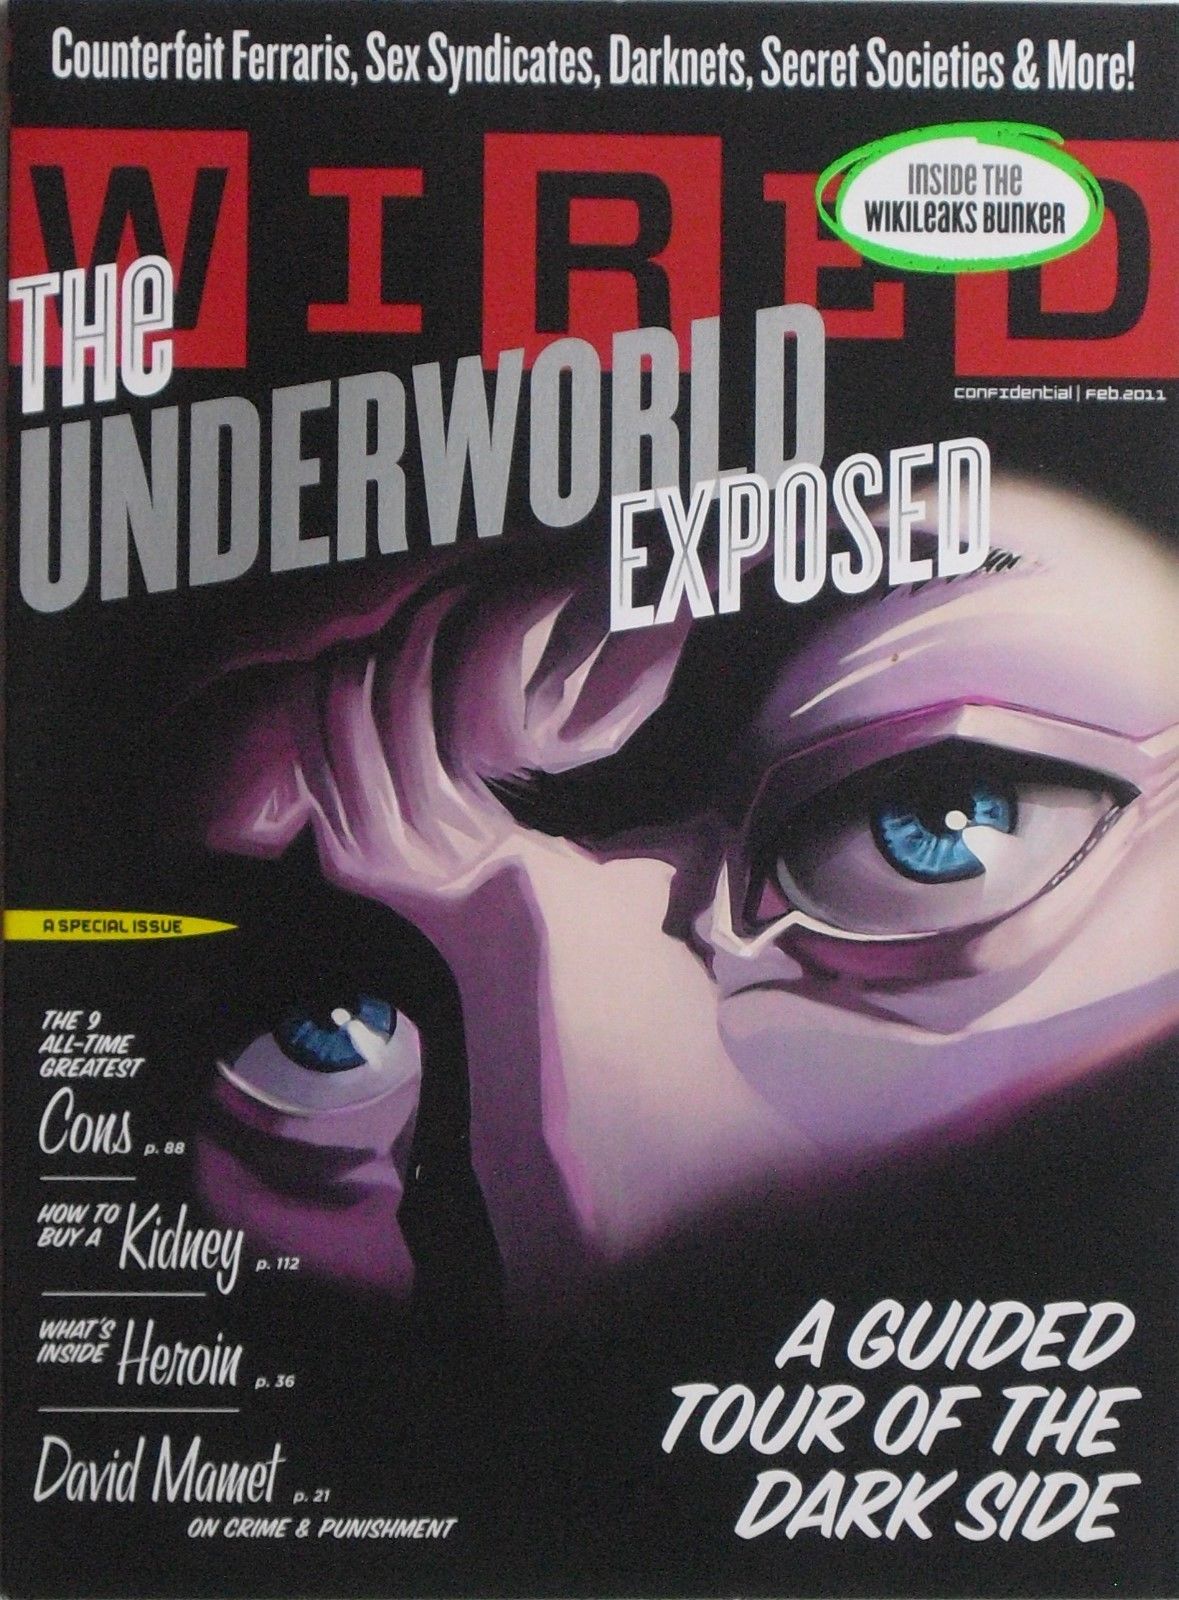 Counterfeit Ferraris, Sex Syndicates, Darknets, Secret Societies & More!
WIRED
INSIDE THE
WIKILEAKS BUNKER
THE
UNDERWORLD
EXPOSED
CONFIDENTIAL | FEB.2011
A SPECIAL ISSUE
THE 9
ALL-TIME
GREATEST
Cons p. 88
HOW TO
BUY A Kidney p. 112
WHAT'S
INSIDE Heroin p. 36
David Mamet p. 21
ON CRIME & PUNISHMENT
A GUIDED
TOUR OF THE
DARK SIDE